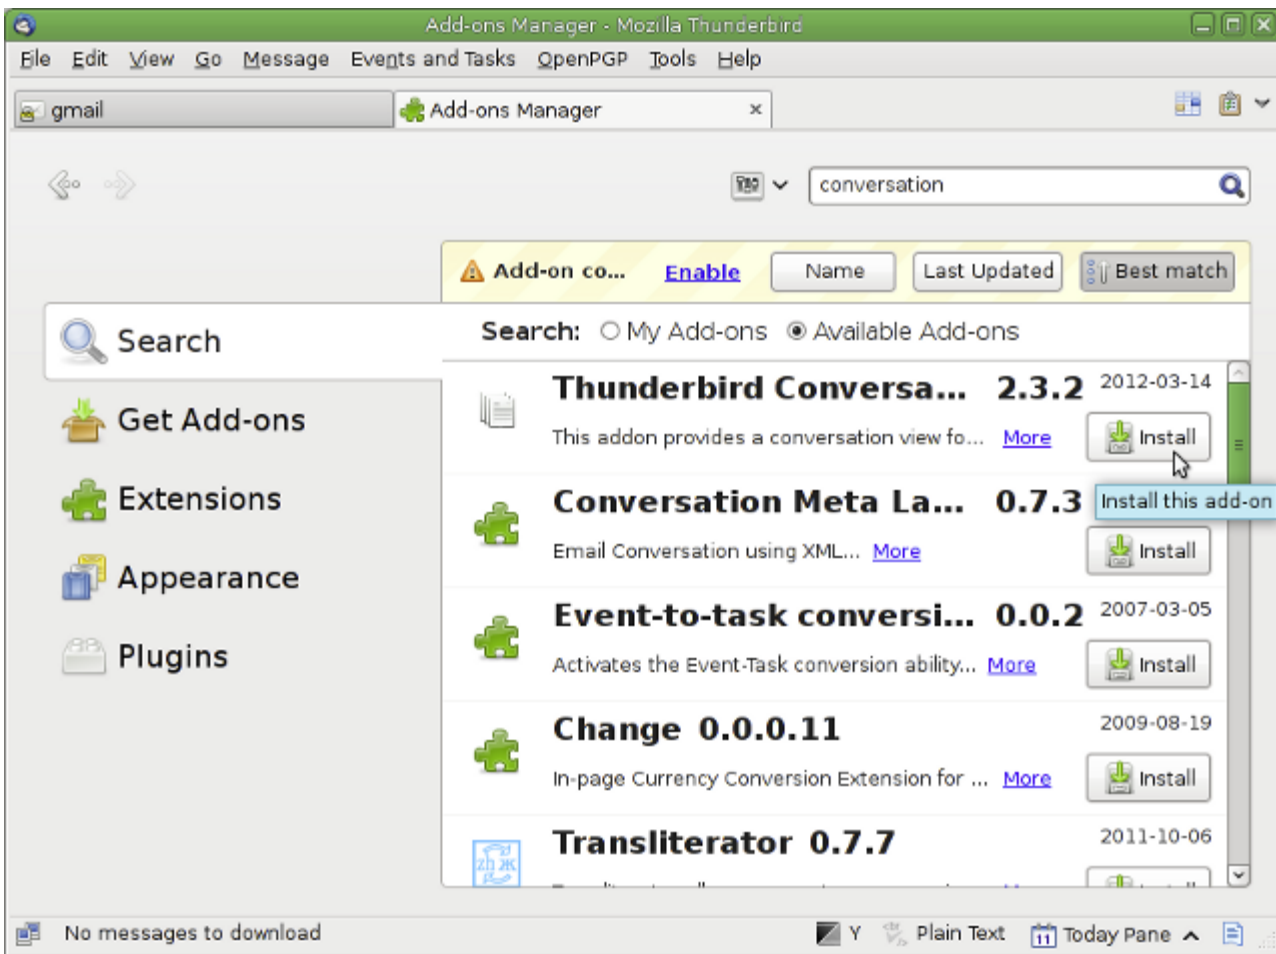 Add-ons Manager - Mozilla Thunderbird
File Edit View Go Message Events and Tasks OpenPGP Tools Help
gmail Add-ons Manager
conversation
Add-on co... Enable Name Last Updated Best match
Search: My Add-ons Available Add-ons
Search
Get Add-ons
Extensions
Appearance
Plugins
Thunderbird Conversa... 2.3.2 2012-03-14
This addon provides a conversation view fo... More Install
Conversation Meta La... 0.7.3 Install this add-on
Email Conversation using XML... More Install
Event-to-task conversi... 0.0.2 2007-03-05
Activates the Event-Task conversion ability... More Install
Change 0.0.0.11 2009-08-19
In-page Currency Conversion Extension for ... More Install
zh ж Transliterator 0.7.7 2011-10-06
No messages to download Y Plain Text 11 Today Pane